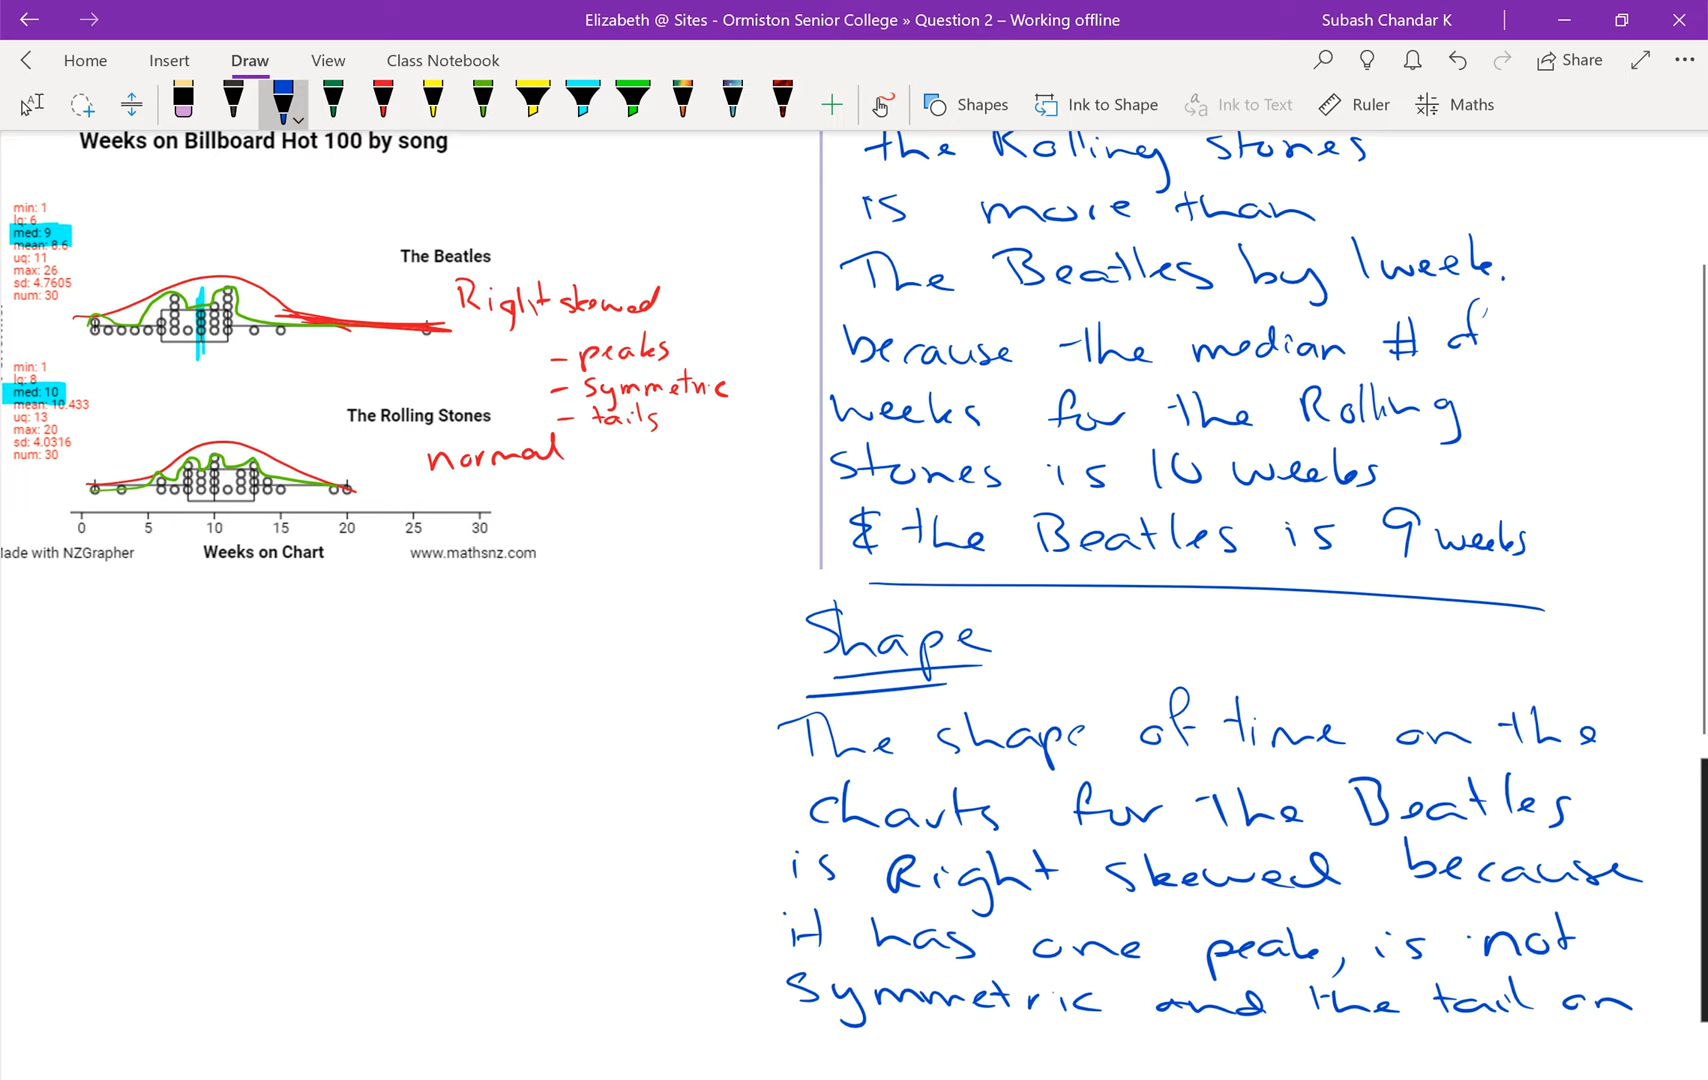 Elizabeth @ Sites - Ormiston Senior College » Question 2 – Working offline
Subash Chandar K
Home Insert Draw View Class Notebook
Share
Shapes Ink to Shape Ink to Text Ruler Maths
Weeks on Billboard Hot 100 by song
min: 1
lq: 6
med: 9
mean: 8.6
uq: 11
max: 26
sd: 4.7605
num: 30
The Beatles
Right skewed
- peaks
- symmetric
- tails
min: 1
lq: 8
med: 10
mean: 10.433
uq: 13
max: 20
sd: 4.0316
num: 30
The Rolling Stones
normal
0 5 10 15 20 25 30
lade with NZGrapher
Weeks on Chart
www.mathsnz.com
the Rolling Stones
is more than
The Beatles by 1 week.
because the median # of
weeks for the Rolling
Stones is 10 weeks
& the Beatles is 9 weeks
Shape
The shape of time on the
charts for the Beatles
is Right skewed because
it has one peak, is not
symmetric and the tail on